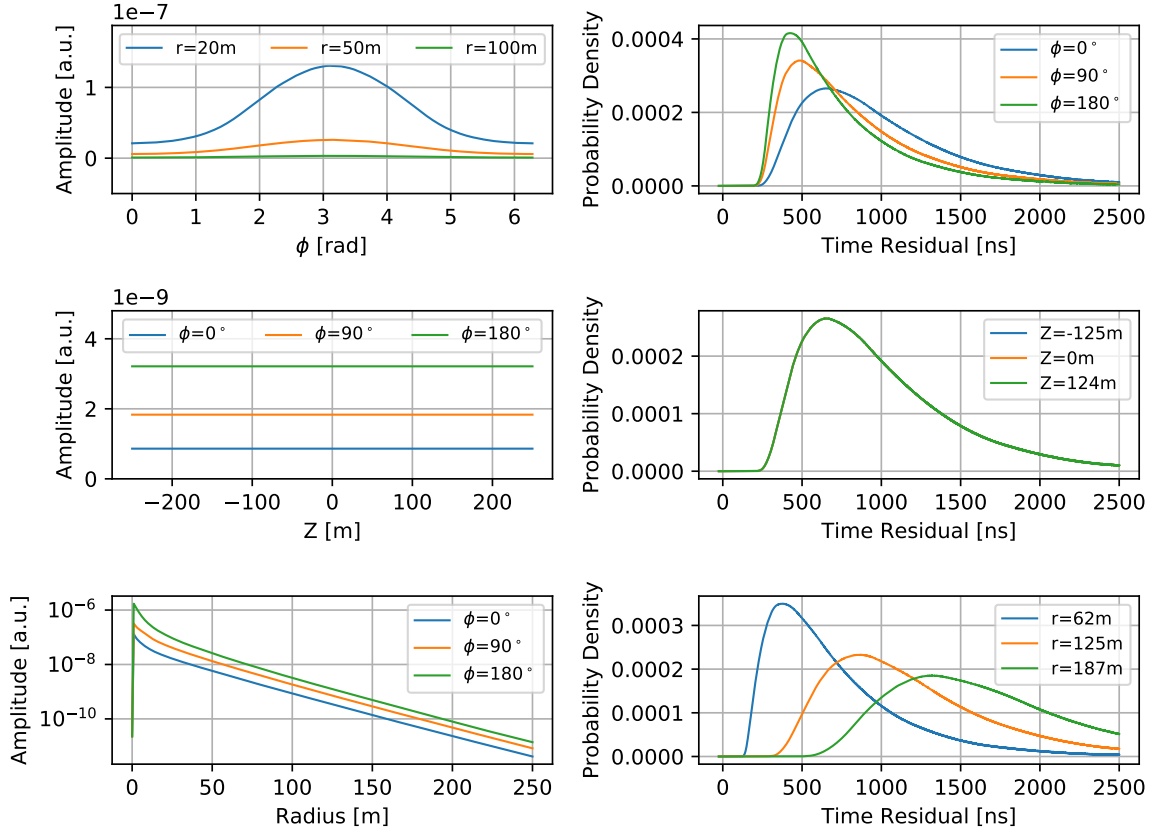 1e−7
Amplitude [a.u.]
1
0
r=20m r=50m r=100m
0 1 2 3 4 5 6
ϕ [rad]
Probability Density
0.0004
0.0002
0.0000
ϕ=0°
ϕ=90°
ϕ=180°
0 500 1000 1500 2000 2500
Time Residual [ns]
1e−9
Amplitude [a.u.]
4
2
0
ϕ=0° ϕ=90° ϕ=180°
−200 −100 0 100 200
Z [m]
Probability Density
0.0002
0.0001
0.0000
Z=-125m
Z=0m
Z=124m
0 500 1000 1500 2000 2500
Time Residual [ns]
Amplitude [a.u.]
10⁻⁶
10⁻⁸
10⁻¹⁰
ϕ=0°
ϕ=90°
ϕ=180°
0 50 100 150 200 250
Radius [m]
Probability Density
0.0003
0.0002
0.0001
0.0000
r=62m
r=125m
r=187m
0 500 1000 1500 2000 2500
Time Residual [ns]